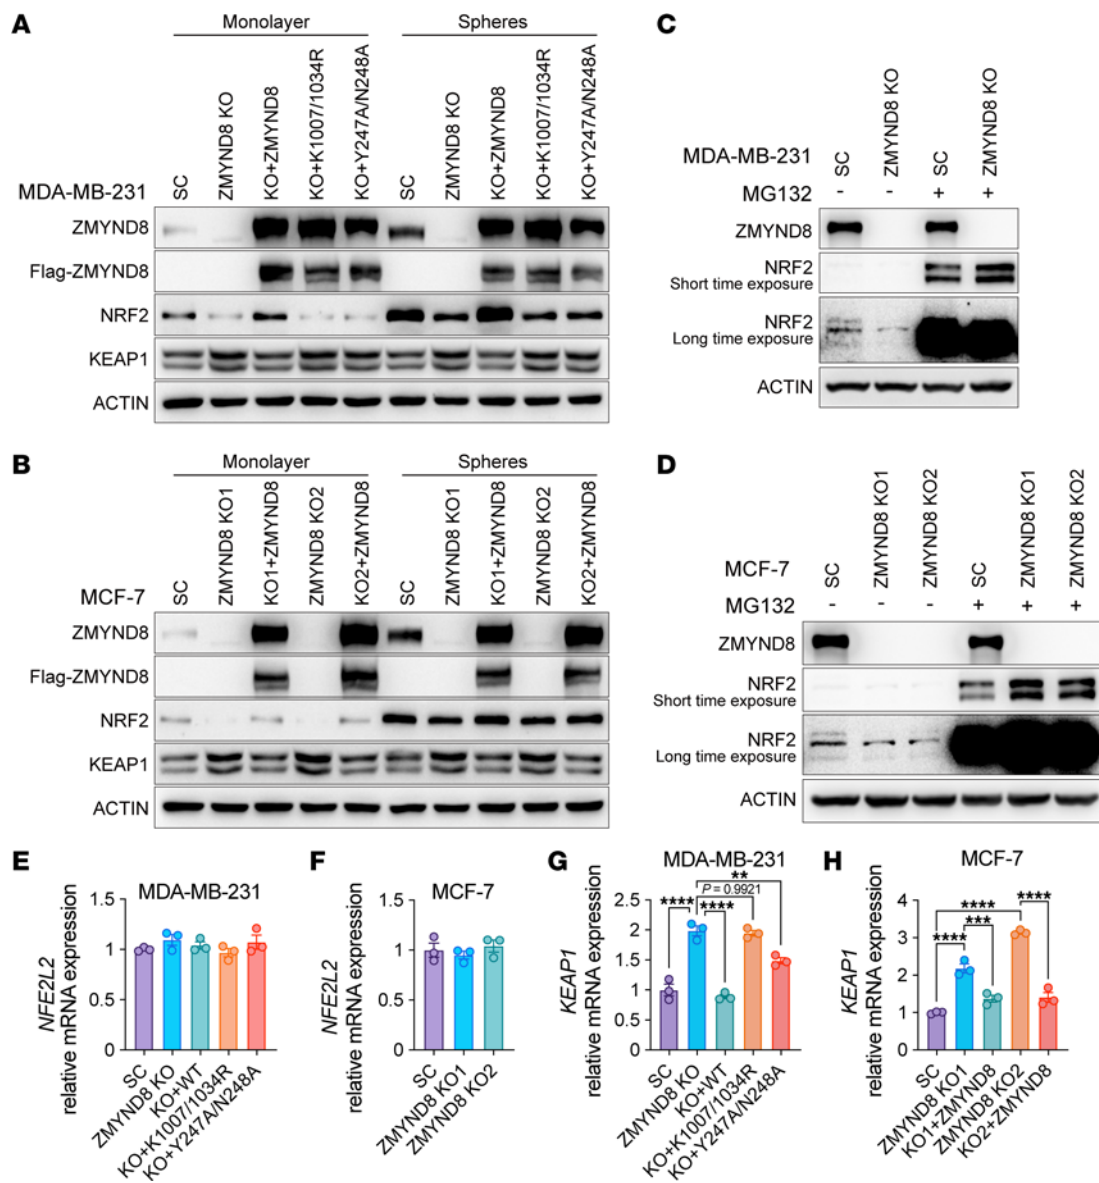 A
Monolayer
Spheres
MDA-MB-231
SC
ZMYND8 KO
KO+ZMYND8
KO+K1007/1034R
KO+Y247A/N248A
SC
ZMYND8 KO
KO+ZMYND8
KO+K1007/1034R
KO+Y247A/N248A
ZMYND8
Flag-ZMYND8
NRF2
KEAP1
ACTIN
B
Monolayer
Spheres
MCF-7
SC
ZMYND8 KO1
KO1+ZMYND8
ZMYND8 KO2
KO2+ZMYND8
SC
ZMYND8 KO1
KO1+ZMYND8
ZMYND8 KO2
KO2+ZMYND8
ZMYND8
Flag-ZMYND8
NRF2
KEAP1
ACTIN
C
MDA-MB-231
SC
ZMYND8 KO
SC
ZMYND8 KO
MG132 - - + +
ZMYND8
NRF2
Short time exposure
NRF2
Long time exposure
ACTIN
D
MCF-7
SC
ZMYND8 KO1
ZMYND8 KO2
SC
ZMYND8 KO1
ZMYND8 KO2
MG132 - - - + + +
ZMYND8
NRF2
Short time exposure
NRF2
Long time exposure
ACTIN
E
MDA-MB-231
NFE2L2
relative mRNA expression
1.5
1
0.5
0
SC
ZMYND8 KO
KO+WT
KO+K1007/1034R
KO+Y247A/N248A
F
MCF-7
NFE2L2
relative mRNA expression
1.5
1
0.5
0
SC
ZMYND8 KO1
ZMYND8 KO2
G
MDA-MB-231
KEAP1
relative mRNA expression
2.5
2
1.5
1
0.5
0
**
P = 0.9921
**** ****
SC
ZMYND8 KO
KO+WT
KO+K1007/1034R
KO+Y247A/N248A
H
MCF-7
KEAP1
relative mRNA expression
4
3
2
1
0
****
****
***
****
SC
ZMYND8 KO1
KO1+ZMYND8
ZMYND8 KO2
KO2+ZMYND8